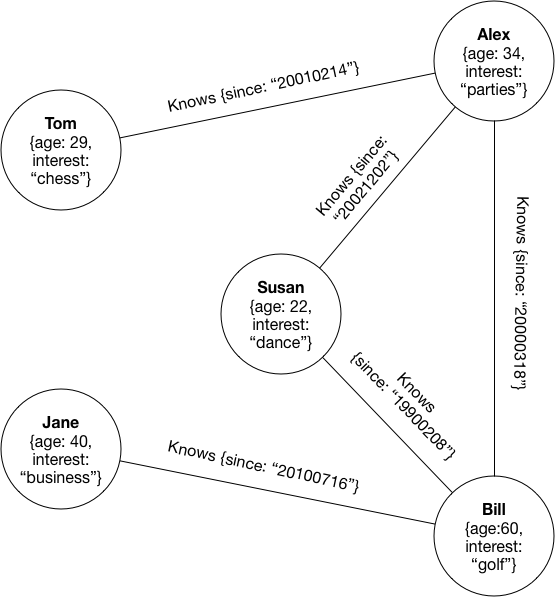 Alex
{age: 34,
interest:
“parties”}
Knows {since: “20010214”}
Tom
{age: 29,
interest:
“chess”}
Knows {since:
“20021202”}
Knows {since: “20000318”}
Susan
{age: 22,
interest:
“dance”}
Knows
{since: “19900208”}
Jane
{age: 40,
interest:
“business”}
Knows {since: “20100716”}
Bill
{age:60,
interest:
“golf”}